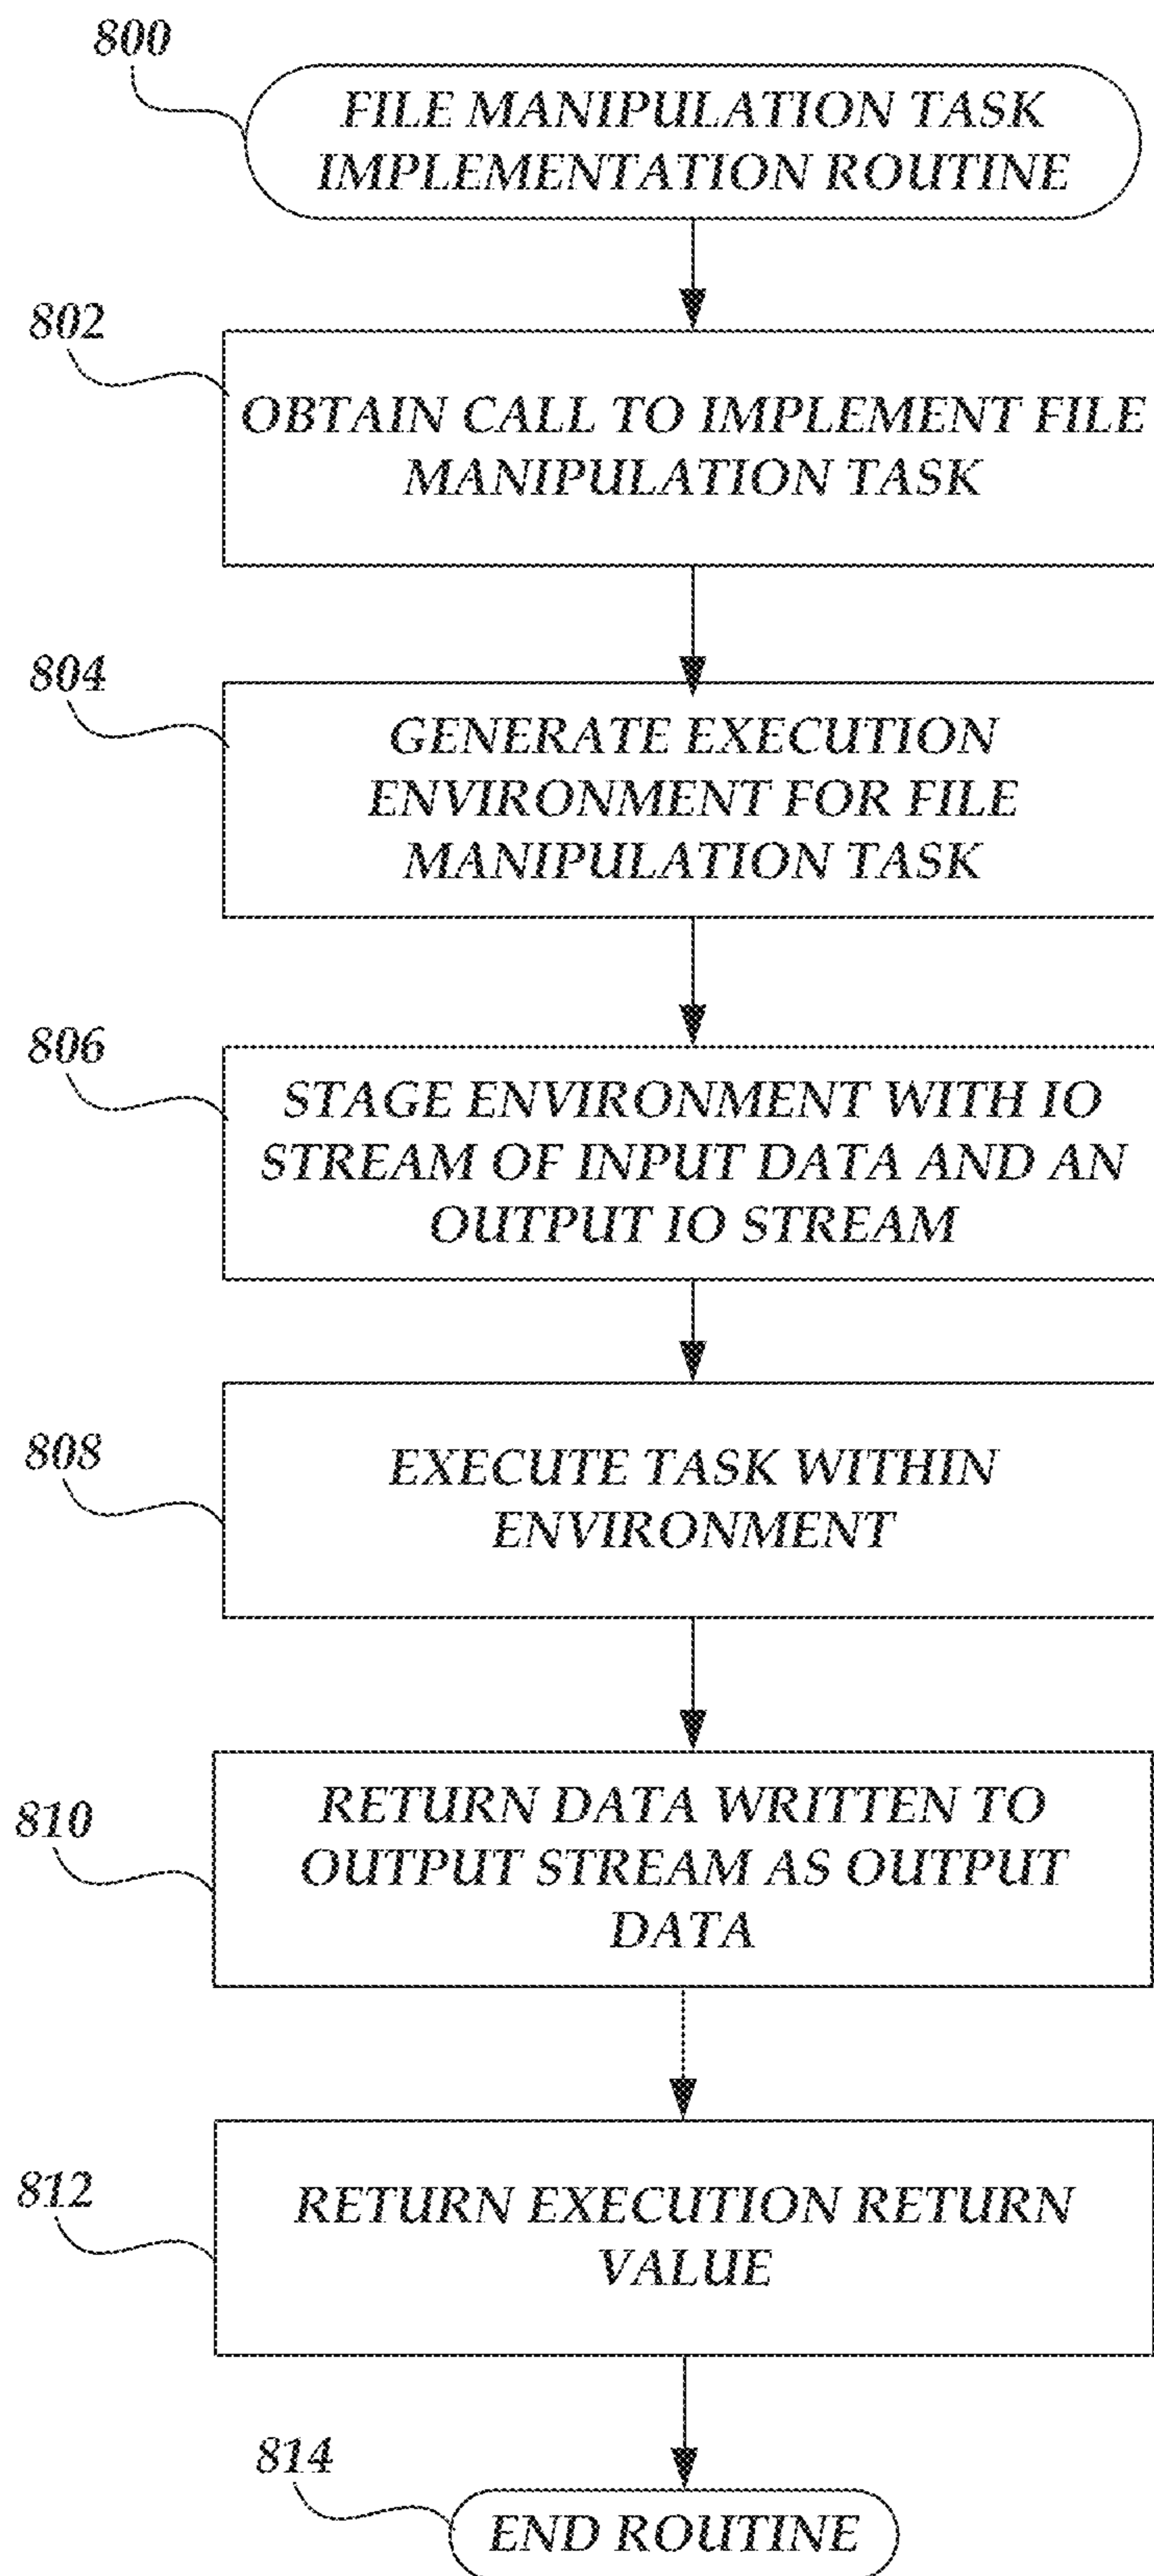 800
FILE MANIPULATION TASK
IMPLEMENTATION ROUTINE
802
OBTAIN CALL TO IMPLEMENT FILE
MANIPULATION TASK
804
GENERATE EXECUTION
ENVIRONMENT FOR FILE
MANIPULATION TASK
806
STAGE ENVIRONMENT WITH IO
STREAM OF INPUT DATA AND AN
OUTPUT IO STREAM
808
EXECUTE TASK WITHIN
ENVIRONMENT
810
RETURN DATA WRITTEN TO
OUTPUT STREAM AS OUTPUT
DATA
812
RETURN EXECUTION RETURN
VALUE
814
END ROUTINE